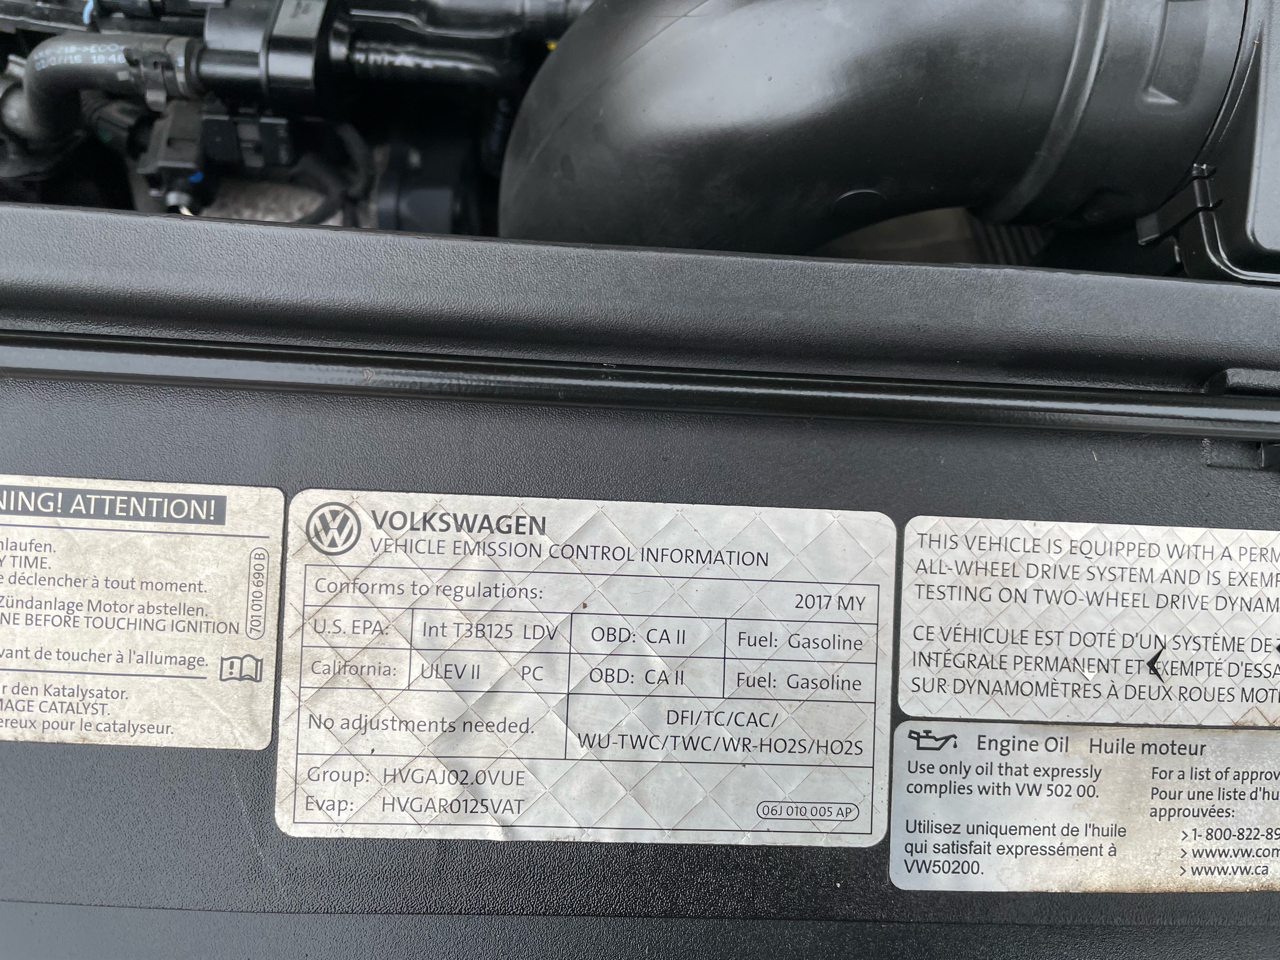 NING! ATTENTION!
nlaufen.
Y TIME.
e déclencher à tout moment.
Zündanlage Motor abstellen.
NE BEFORE TOUCHING IGNITION
vant de toucher à l'allumage.
r den Katalysator.
MAGE CATALYST.
ereux pour le catalyseur.
7D1 010 690 B
VOLKSWAGEN
VEHICLE EMISSION CONTROL INFORMATION
Conforms to regulations: 2017 MY
U.S. EPA: Int T3B125 LDV OBD: CA II Fuel: Gasoline
California: ULEV II PC OBD: CA II Fuel: Gasoline
No adjustments needed. DFI/TC/CAC/
WU-TWC/TWC/WR-HO2S/HO2S
Group: HVGAJ02.0VUE
Evap: HVGAR0125VAT
06J 010 005 AP
THIS VEHICLE IS EQUIPPED WITH A PERM
ALL-WHEEL DRIVE SYSTEM AND IS EXEMP
TESTING ON TWO-WHEEL DRIVE DYNAM
CE VÉHICULE EST DOTÉ D'UN SYSTÈME DE
INTÉGRALE PERMANENT ET EXEMPTÉ D'ESSA
SUR DYNAMOMÈTRES À DEUX ROUES MOTR
Engine Oil Huile moteur
Use only oil that expressly
complies with VW 502 00.
Utilisez uniquement de l'huile
qui satisfait expressément à
VW50200.
For a list of approv
Pour une liste d'hu
approuvées:
>1-800-822-89
>www.vw.com
>www.vw.ca